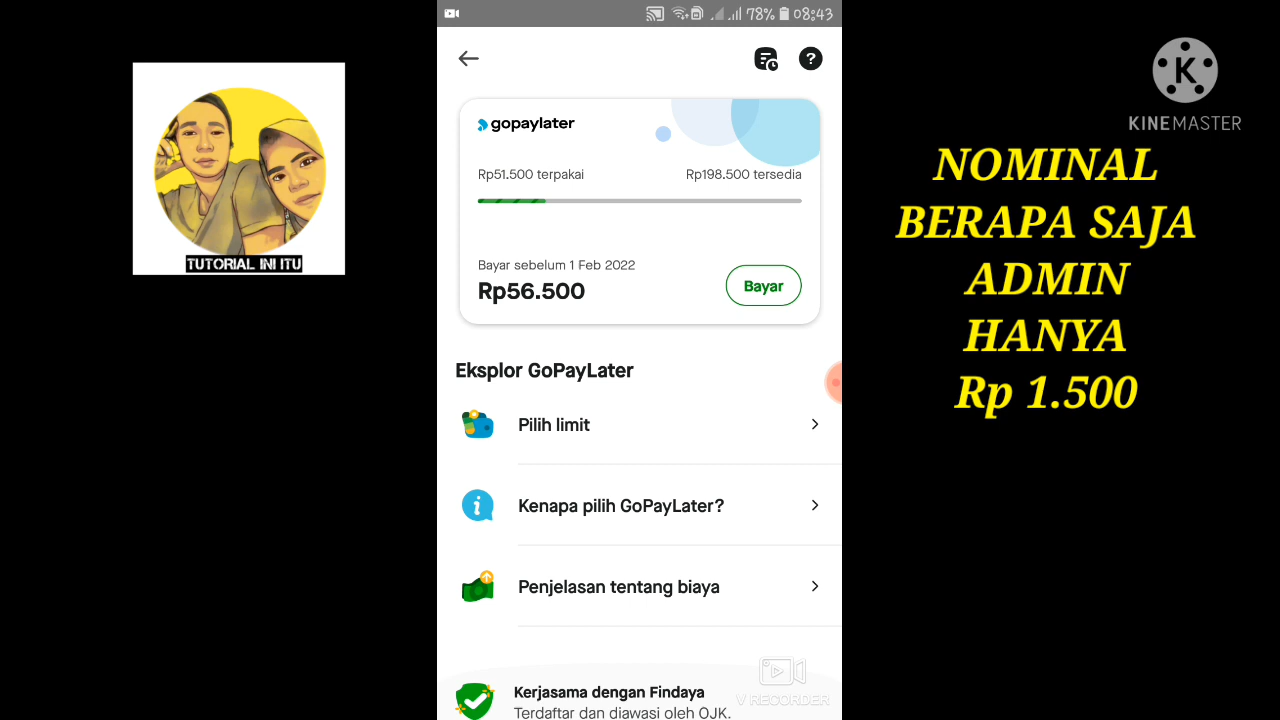 78% 08:43
gopaylater
Rp51.500 terpakai
Rp198.500 tersedia
Bayar sebelum 1 Feb 2022
Rp56.500
Bayar
Eksplor GoPayLater
Pilih limit
Kenapa pilih GoPayLater?
Penjelasan tentang biaya
Kerjasama dengan Findaya
Terdaftar dan diawasi oleh OJK.
V RECORDER
TUTORIAL INI ITU
K
KINEMASTER
NOMINAL
BERAPA SAJA
ADMIN
HANYA
Rp 1.500